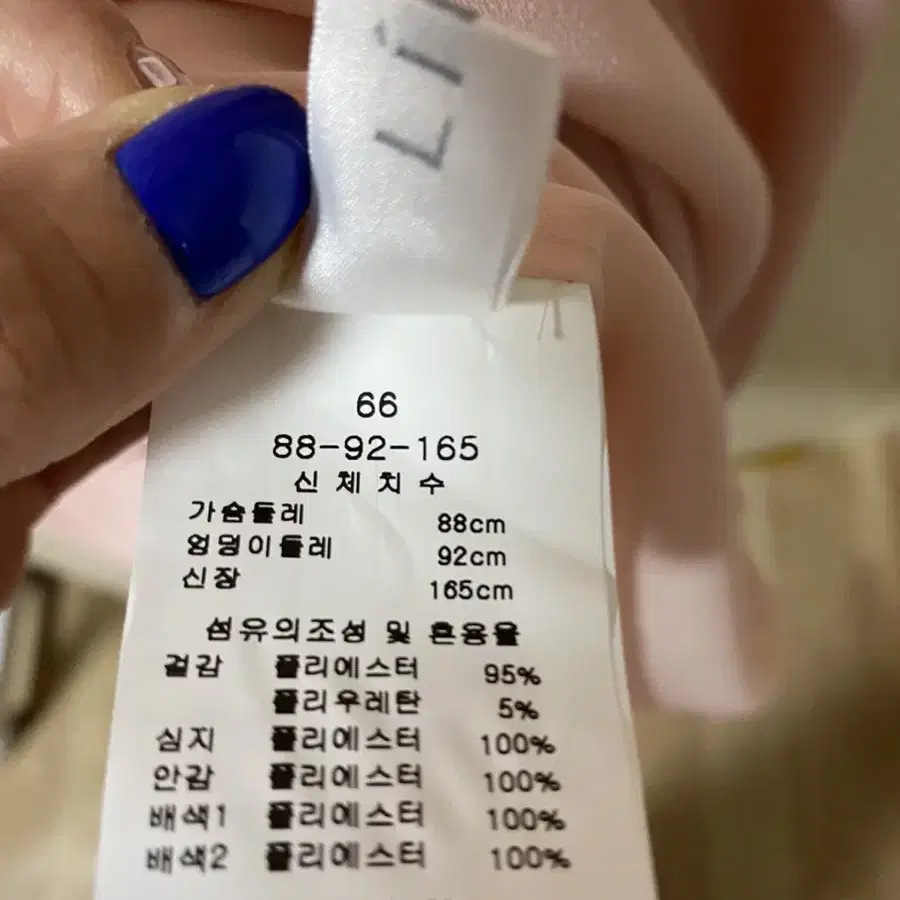 Li
66
88-92-165
신체치수
가슴둘레 88cm
엉덩이둘레 92cm
신장 165cm
섬유의조성 및 혼용율
겉감 폴리에스터 95%
폴리우레탄 5%
심지 폴리에스터 100%
안감 폴리에스터 100%
배색1 폴리에스터 100%
배색2 폴리에스터 100%